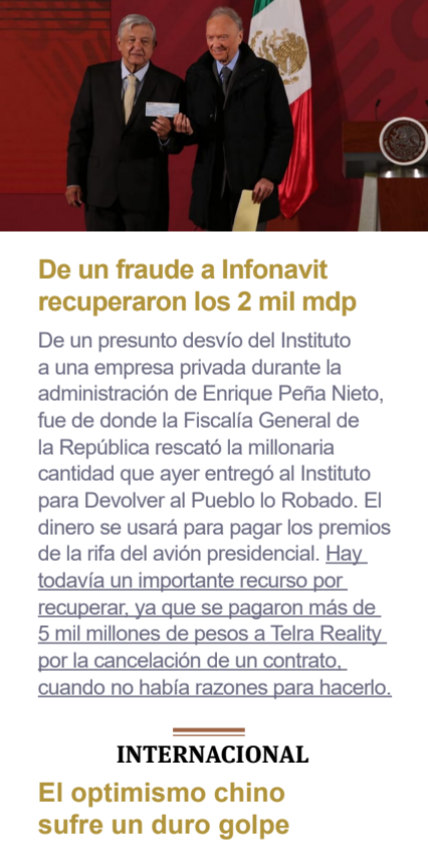 De un fraude a Infonavit
recuperaron los 2 mil mdp
De un presunto desvío del Instituto
a una empresa privada durante la
administración de Enrique Peña Nieto,
fue de donde la Fiscalía General de
la República rescató la millonaria
cantidad que ayer entregó al Instituto
para Devolver al Pueblo lo Robado. El
dinero se usará para pagar los premios
de la rifa del avión presidencial. Hay
todavía un importante recurso por
recuperar, ya que se pagaron más de
5 mil millones de pesos a Telra Reality
por la cancelación de un contrato,
cuando no había razones para hacerlo.
INTERNACIONAL
El optimismo chino
sufre un duro golpe